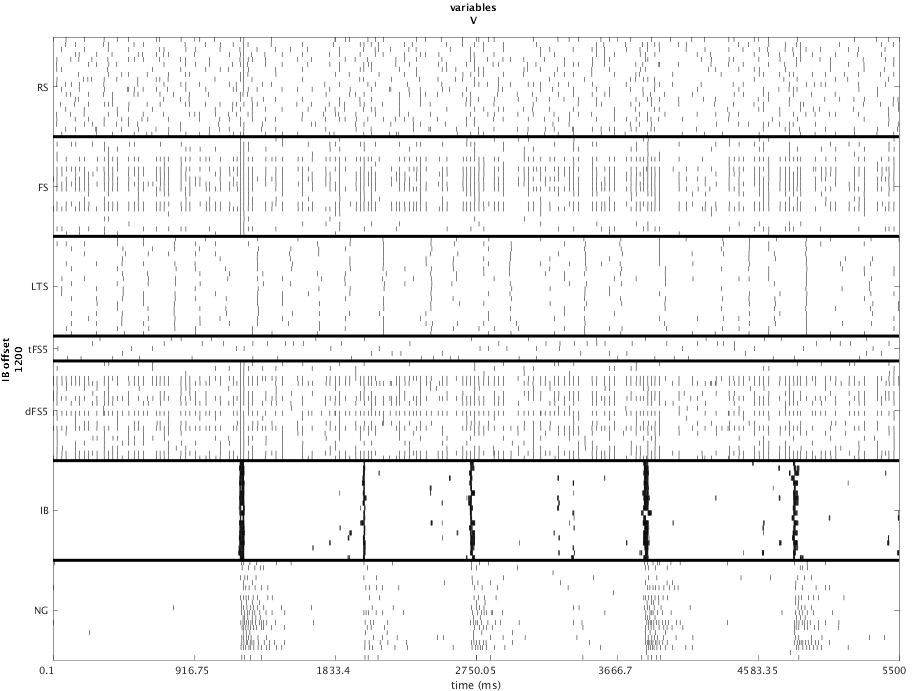 variables
V
RS
FS
LTS
IB offset
1200
tFS5
dFS5
IB
NG
0.1
916.75
1833.4
2750.05
3666.7
4583.35
5500
time (ms)